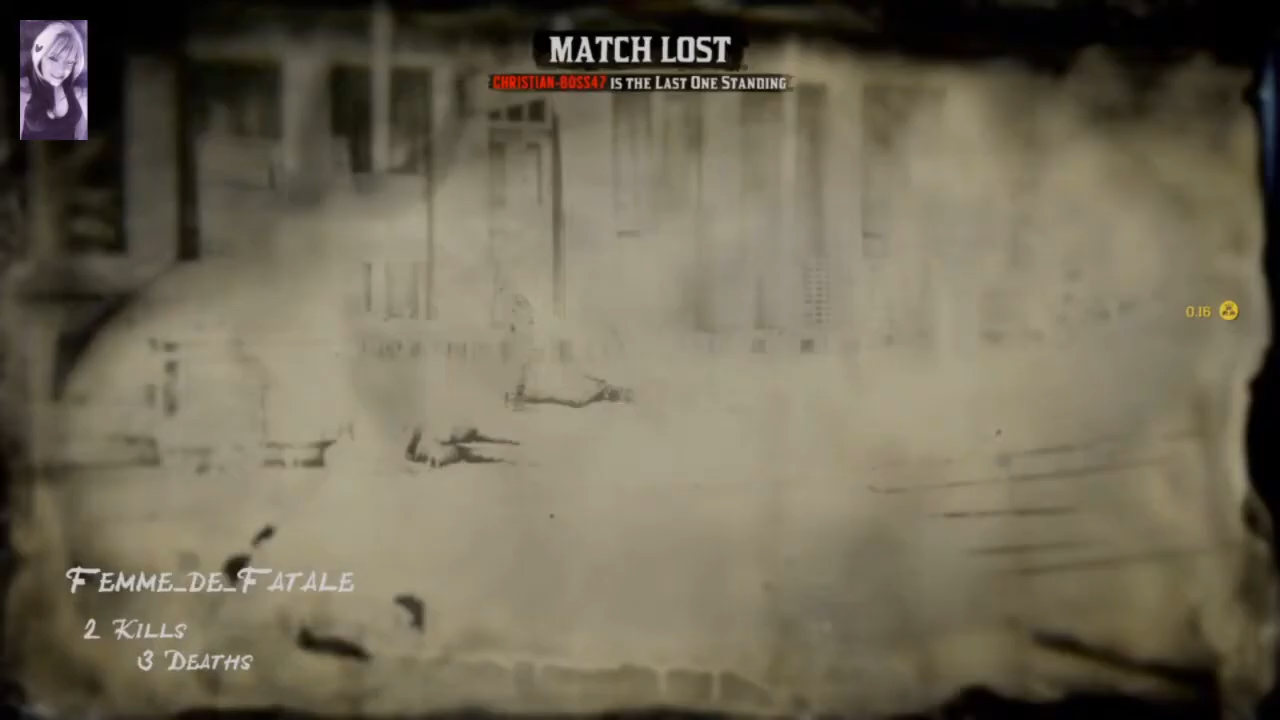 MATCH LOST
CHRISTIAN-BOSS47 IS THE LAST ONE STANDING
0.16
FEMME_DE_FATALE
2 KILLS
3 DEATHS